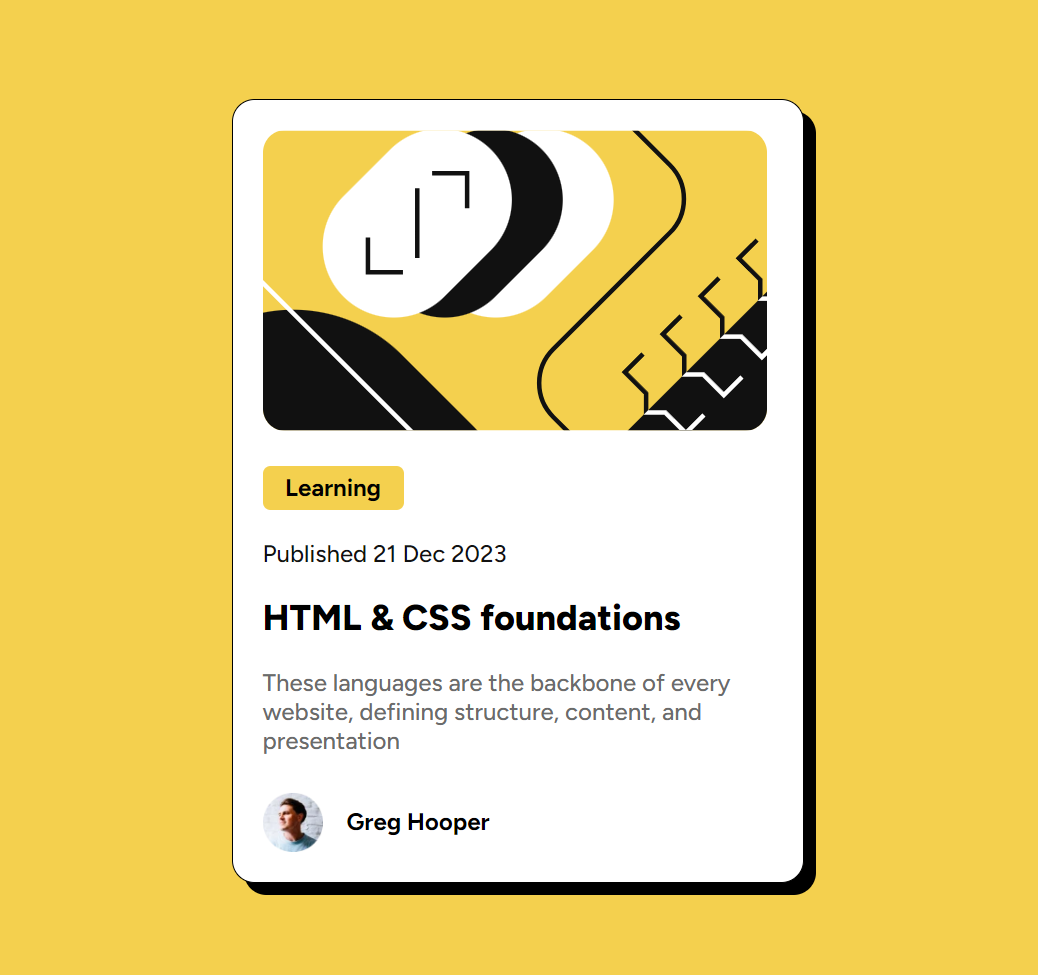 Learning
Published 21 Dec 2023
HTML & CSS foundations
These languages are the backbone of every
website, defining structure, content, and
presentation
Greg Hooper